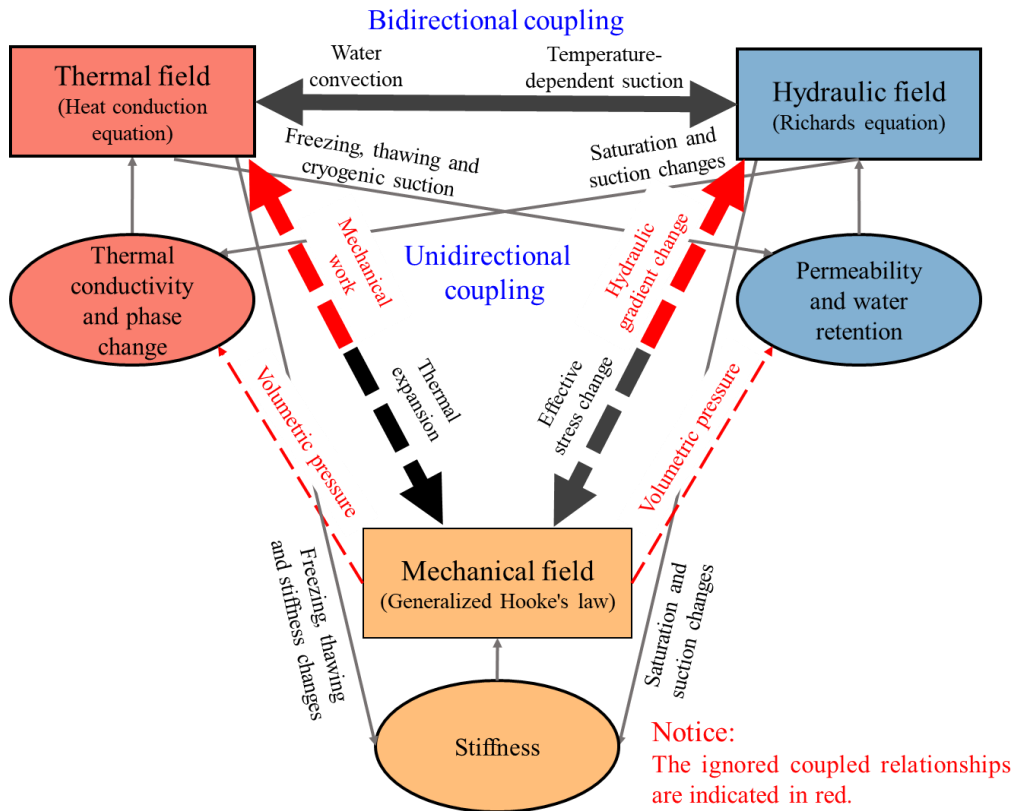 Bidirectional coupling
Thermal field
(Heat conduction
equation)
Water
convection
Temperature-
dependent suction
Hydraulic field
(Richards equation)
Freezing, thawing and
cryogenic suction
Saturation and
suction changes
Thermal
conductivity
and phase
change
Mechanical
work
Unidirectional
coupling
Hydraulic
gradient change
Permeability
and water
retention
Thermal
expansion
Effective
stress change
Volumetric pressure
Volumetric pressure
Mechanical field
(Generalized Hooke's law)
Freezing, thawing
and stiffness changes
Saturation and
suction changes
Stiffness
Notice:
The ignored coupled relationships
are indicated in red.